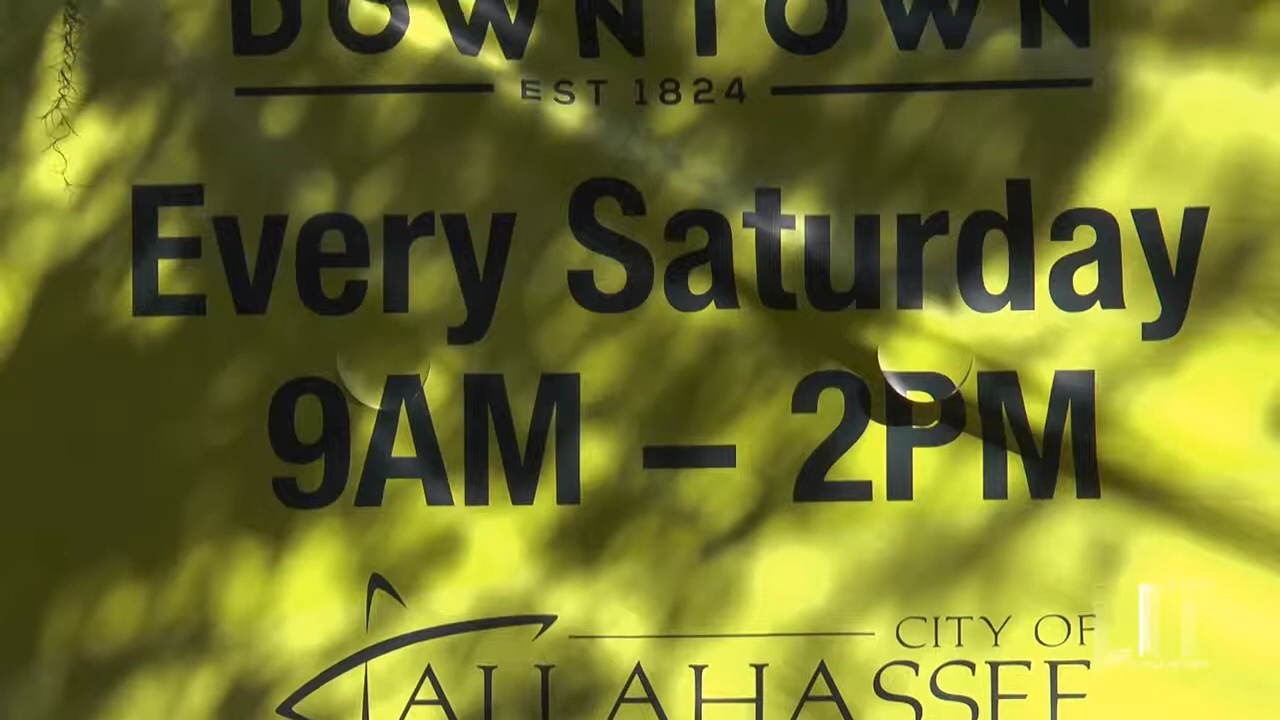 DOWNTOWN
EST 1824
Every Saturday
9AM – 2PM
CITY OF
TALLAHASSEE